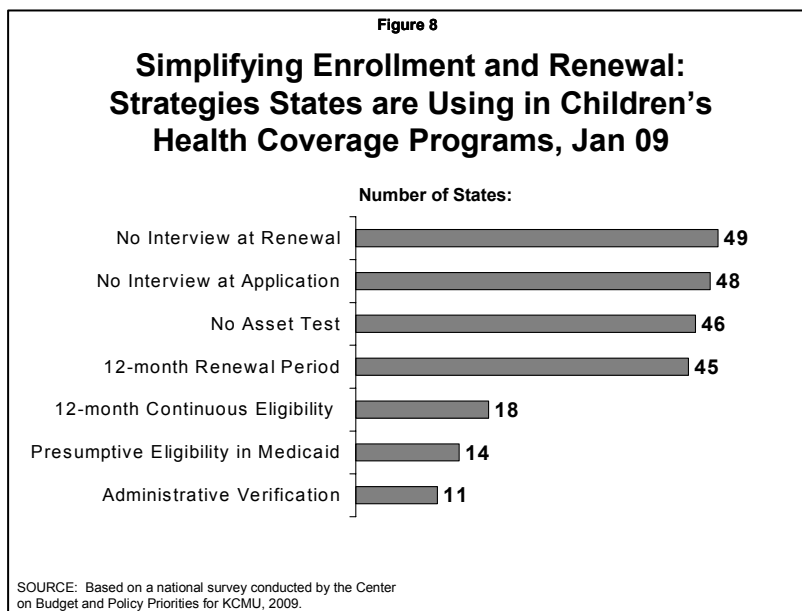 Figure 8
Simplifying Enrollment and Renewal:
Strategies States are Using in Children's
Health Coverage Programs, Jan 09
Number of States:
No Interview at Renewal 49
No Interview at Application 48
No Asset Test 46
12-month Renewal Period 45
12-month Continuous Eligibility 18
Presumptive Eligibility in Medicaid 14
Administrative Verification 11
SOURCE: Based on a national survey conducted by the Center
on Budget and Policy Priorities for KCMU, 2009.